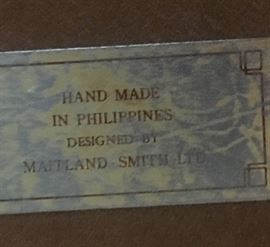 HAND MADE
IN PHILIPPINES
DESIGNED BY
MAITLAND SMITH LTD